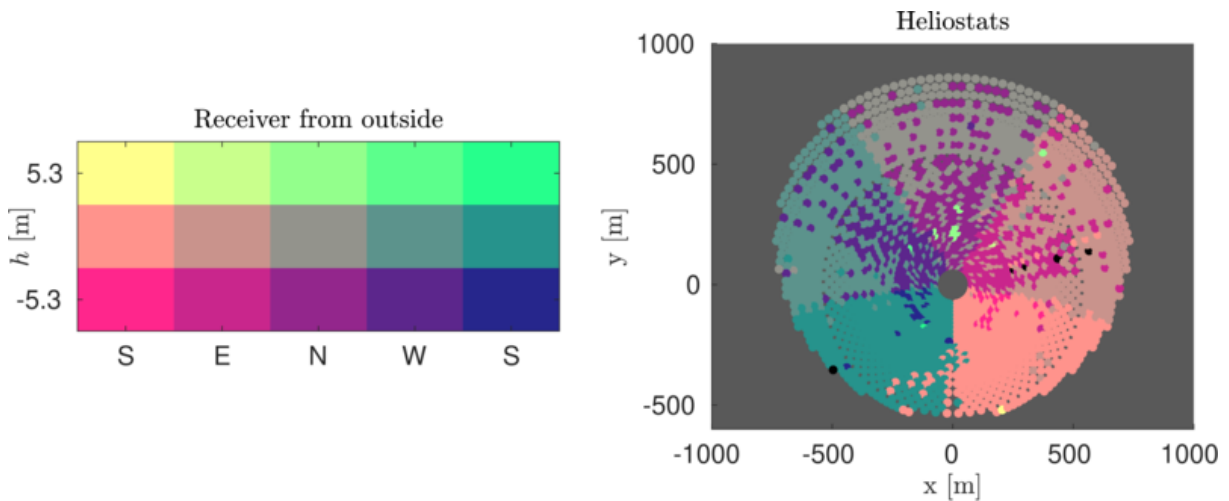 Receiver from outside
5.3
-5.3
h [m]
S E N W S
Heliostats
1000
500
0
-500
y [m]
-1000 -500 0 500 1000
x [m]